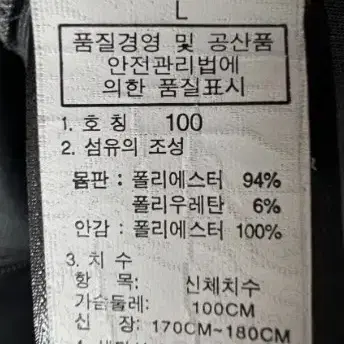 L
품질경영 및 공산품
안전관리법에
의한 품질표시
1. 호 칭 100
2. 섬유의 조성
몸판 : 폴리에스터 94%
폴리우레탄 6%
안감 : 폴리에스터 100%
3. 치 수
항 목: 신체치수
가슴둘레: 100CM
신 장: 170CM~180CM